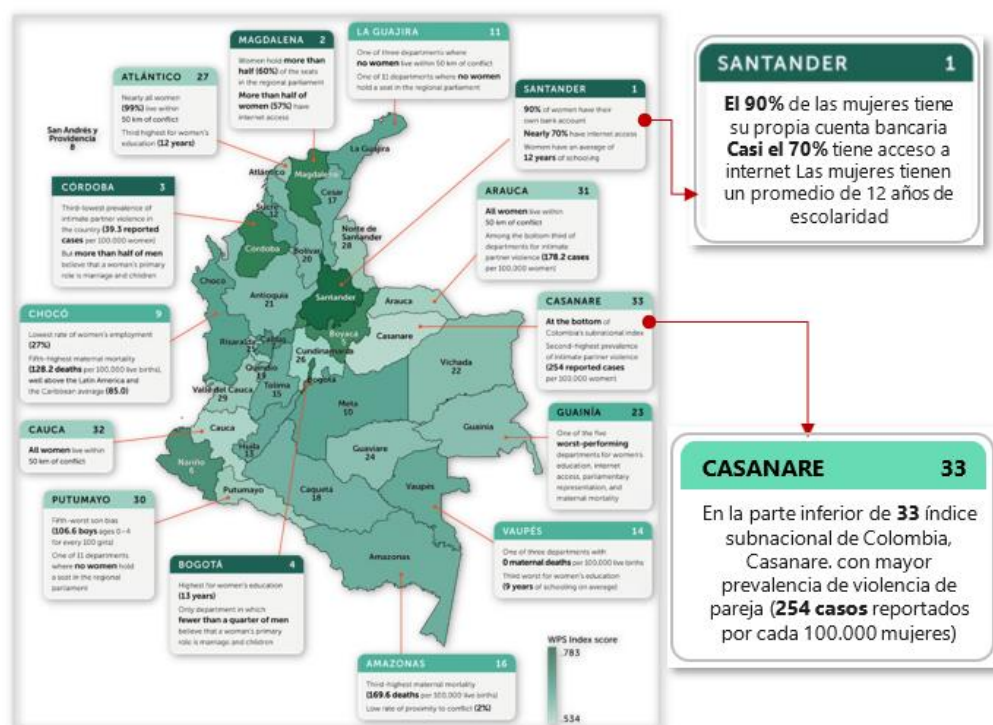 MAGDALENA 2
Women hold more than
half (60%) of the seats
in the regional parliament
More than half of
women (57%) have
internet access
LA GUAJIRA 11
One of three departments where
no women live within 50 km of conflict
One of 11 departments where no women
hold a seat in the regional parliament
ATLÁNTICO 27
Nearly all women
(99%) live within
50 km of conflict
Third highest for women's
education (12 years)
SANTANDER 1
90% of women have their
own bank account
Nearly 70% have internet access
Women have an average of
12 years of schooling
SANTANDER 1
El 90% de las mujeres tiene
su propia cuenta bancaria
Casi el 70% tiene acceso a
internet Las mujeres tienen
un promedio de 12 años de
escolaridad
San Andrés y
Providencia
8
CÓRDOBA 3
Third-lowest prevalence of
intimate partner violence in
the country (39.3 reported
cases per 100,000 women)
But more than half of men
believe that a woman's primary
role is marriage and children
ARAUCA 31
All women live within
50 km of conflict
Among the bottom third of
departments for intimate
partner violence (178.2 cases
per 100,000 women)
CHOCÓ 9
Lowest rate of women's employment
(27%)
Fifth-highest maternal mortality
(128.2 deaths per 100,000 live births),
well above the Latin America and
the Caribbean average (85.0)
CASANARE 33
At the bottom of
Colombia's subnational index
Second-highest prevalence
of intimate partner violence
(254 reported cases
per 100,000 women)
CAUCA 32
All women live within
50 km of conflict
GUAINÍA 23
One of the five
worst-performing
departments for women's
education, internet
access, parliamentary
representation, and
maternal mortality
CASANARE 33
En la parte inferior de 33 índice
subnacional de Colombia,
Casanare. con mayor
prevalencia de violencia de
pareja (254 casos reportados
por cada 100.000 mujeres)
PUTUMAYO 30
Fifth-worst son bias
(106.6 boys ages 0–4
for every 100 girls)
One of 11 departments
where no women hold
a seat in the regional
parliament
VAUPÉS 14
One of three departments with
0 maternal deaths per 100,000 live births
Third worst for women's education
(9 years of schooling on average)
BOGOTÁ 4
Highest for women's education
(13 years)
Only department in which
fewer than a quarter of men
believe that a woman's primary
role is marriage and children
AMAZONAS 16
Third-highest maternal mortality
(169.6 deaths per 100,000 live births)
Low rate of proximity to conflict (2%)
La Guajira
Atlántico
Magdalena
Cesar
17
Sucre
12
Norte de
Santander
28
Córdoba
Bolívar
20
Chocó
Antioquia
21
Santander
Arauca
Boyacá
Casanare
Risaralda
Caldas
Cundinamarca
26
Vichada
22
Quindío
19
Bogotá
Tolima
15
Valle del Cauca
29
Meta
10
Guainía
Cauca
Huila
13
Guaviare
24
Nariño
6
Putumayo
Caquetá
18
Vaupés
Amazonas
WPS Index score
.783
.534